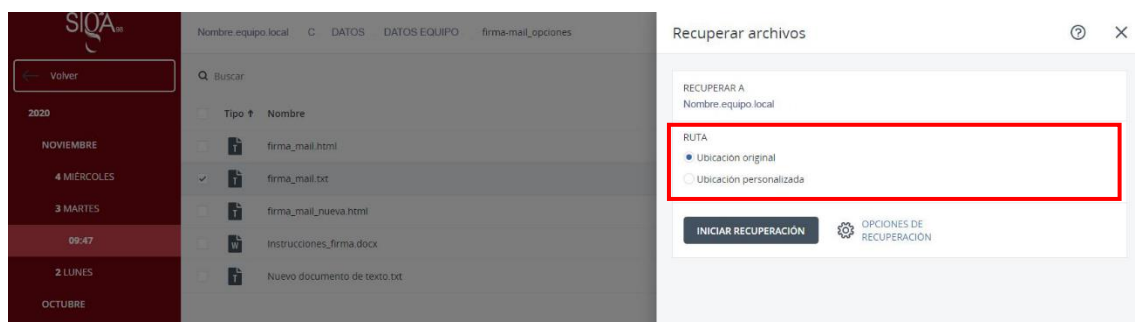 SIQA
Nombre.equipo.local C DATOS DATOS EQUIPO firma-mail_opciones
Volver
Buscar
2020
Tipo Nombre
NOVIEMBRE
firma_mail.html
4 MIÉRCOLES
firma_mail.txt
3 MARTES
firma_mail_nueva.html
09:47
Instrucciones_firma.docx
2 LUNES
Nuevo documento de texto.txt
OCTUBRE
Recuperar archivos
RECUPERAR A
Nombre.equipo.local
RUTA
Ubicación original
Ubicación personalizada
INICIAR RECUPERACIÓN
OPCIONES DE
RECUPERACIÓN